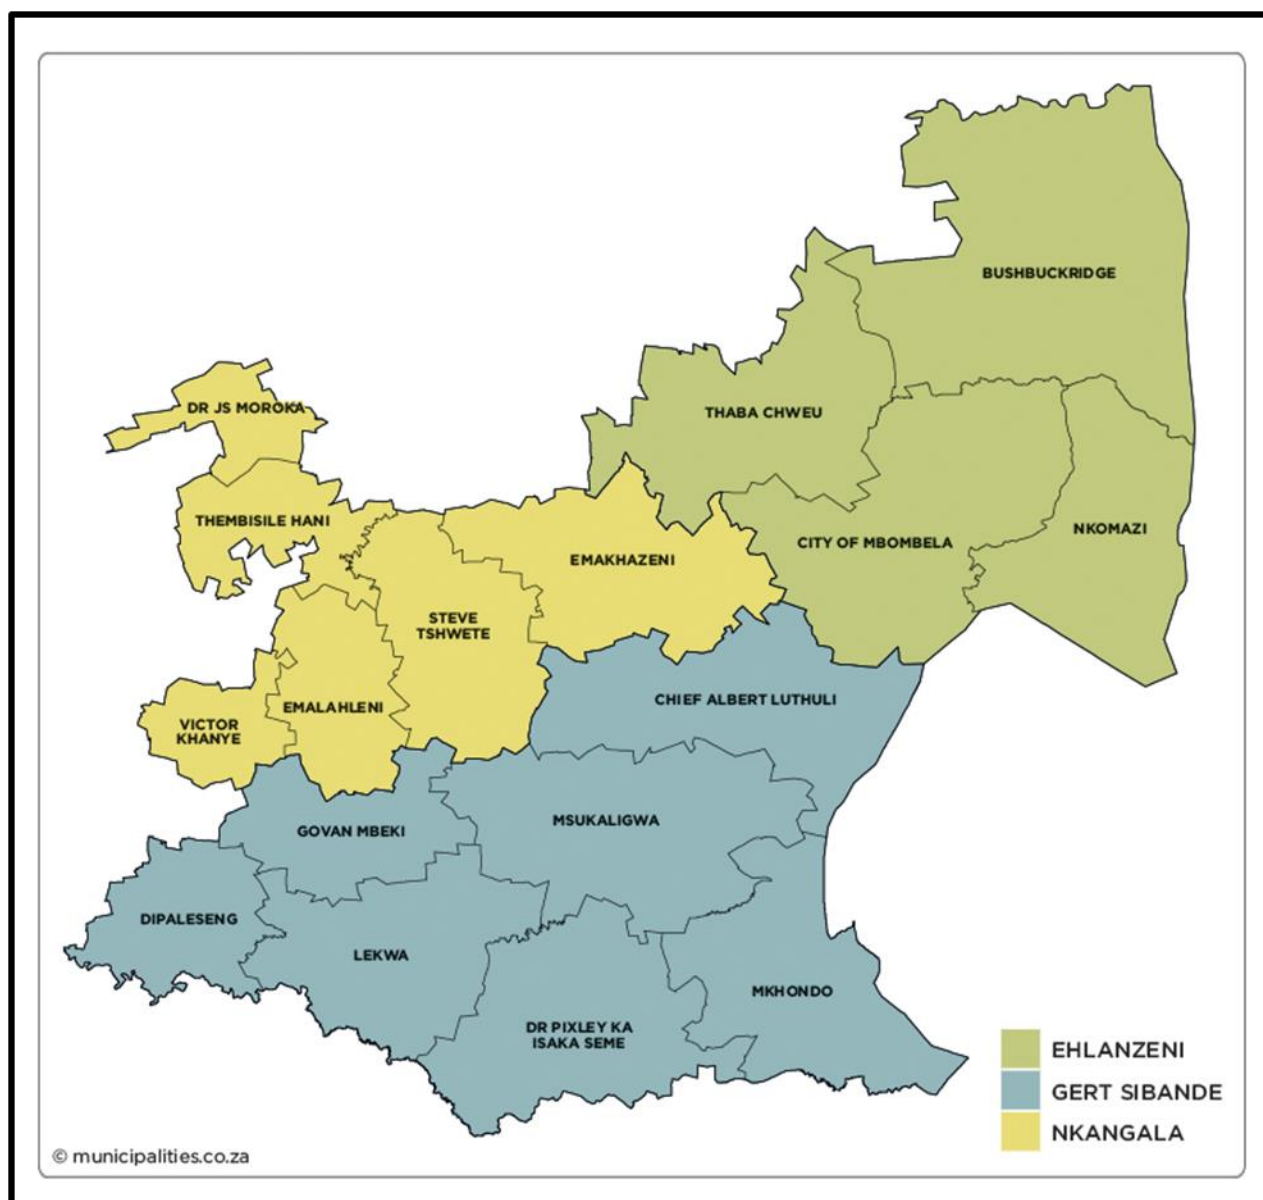 BUSHBUCKRIDGE
DR JS MOROKA
THABA CHWEU
THEMBISILE HANI
NKOMAZI
CITY OF MBOMBELA
EMAKHAZENI
STEVE
TSHWETE
CHIEF ALBERT LUTHULI
EMALAHLENI
VICTOR
KHANYE
MSUKALIGWA
GOVAN MBEKI
DIPALESENG
LEKWA
MKHONDO
DR PIXLEY KA
ISAKA SEME
EHLANZENI
GERT SIBANDE
NKANGALA
© municipalities.co.za